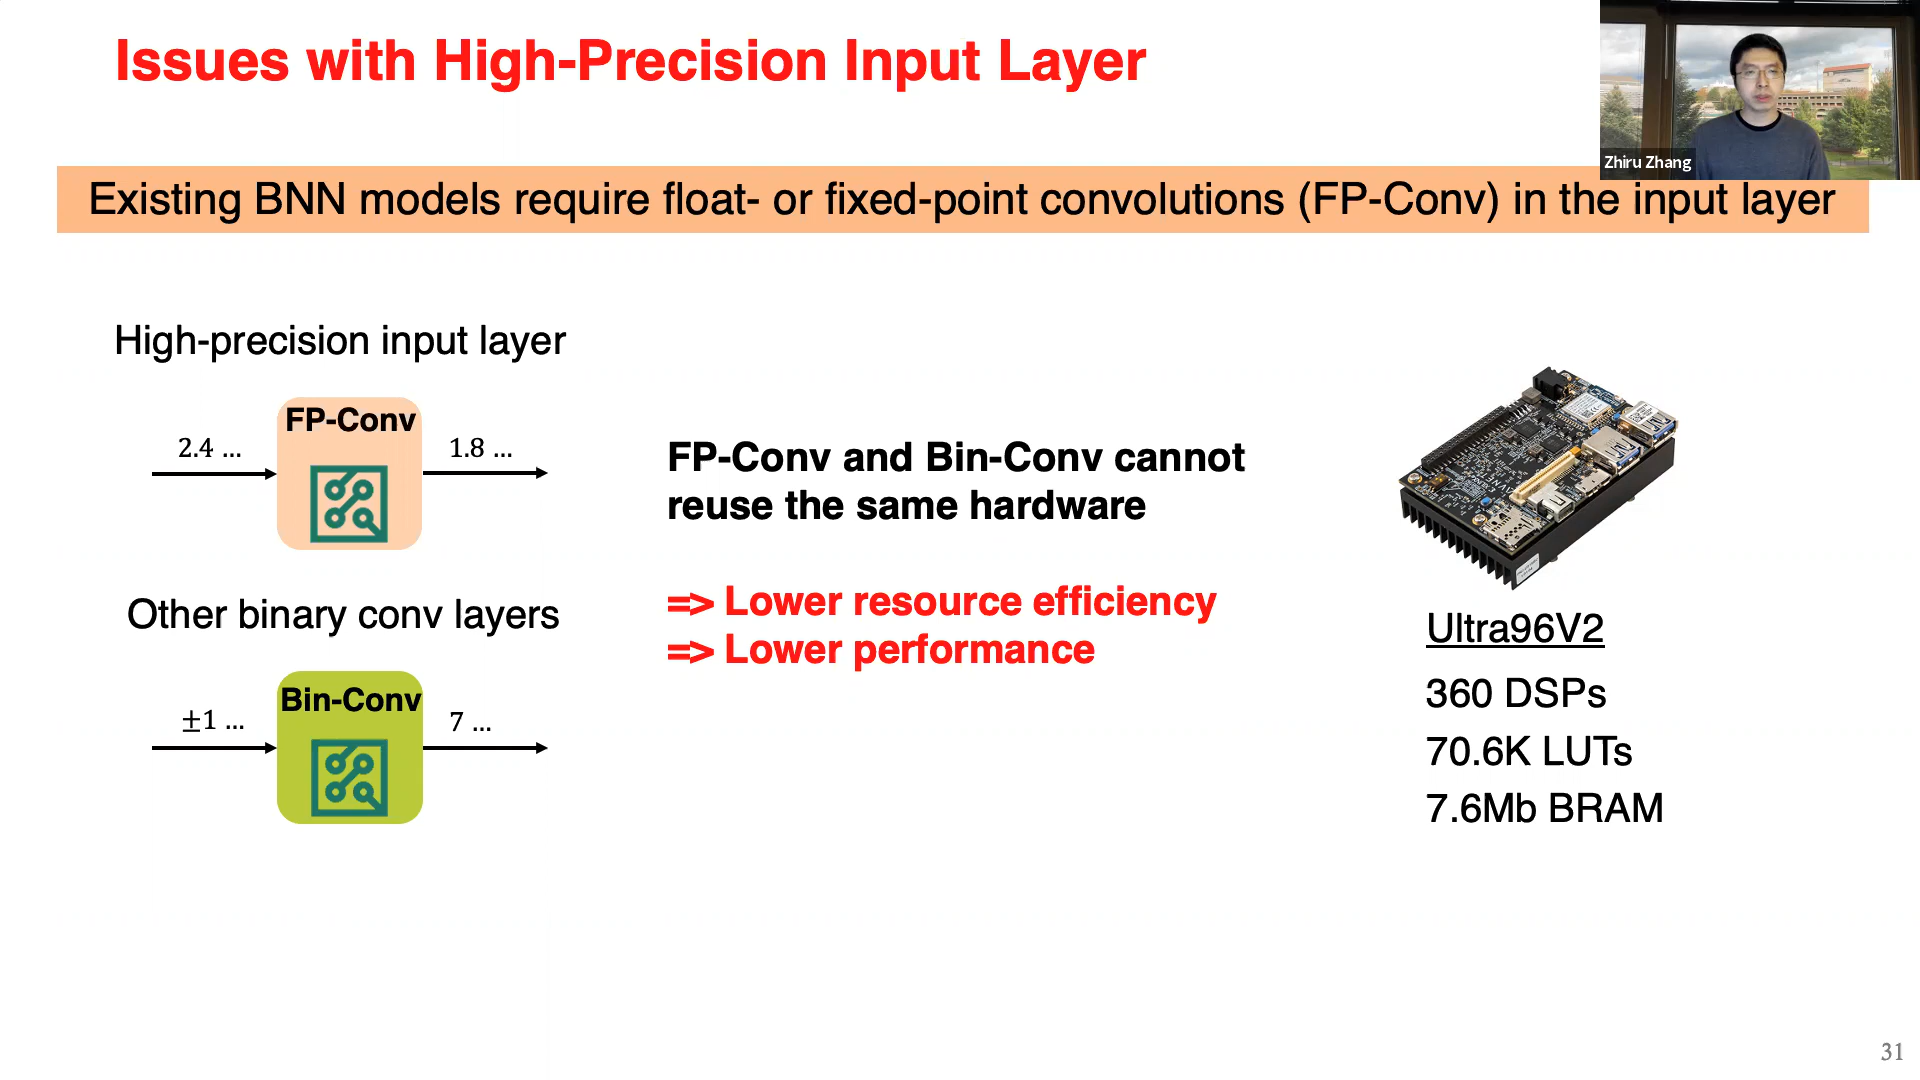 Issues with High-Precision Input Layer
Zhiru Zhang
Existing BNN models require float- or fixed-point convolutions (FP-Conv) in the input layer
High-precision input layer
FP-Conv
2.4 ...
1.8 ...
FP-Conv and Bin-Conv cannot
reuse the same hardware
=> Lower resource efficiency
=> Lower performance
Other binary conv layers
Bin-Conv
±1 ...
7 ...
Ultra96V2
360 DSPs
70.6K LUTs
7.6Mb BRAM
31